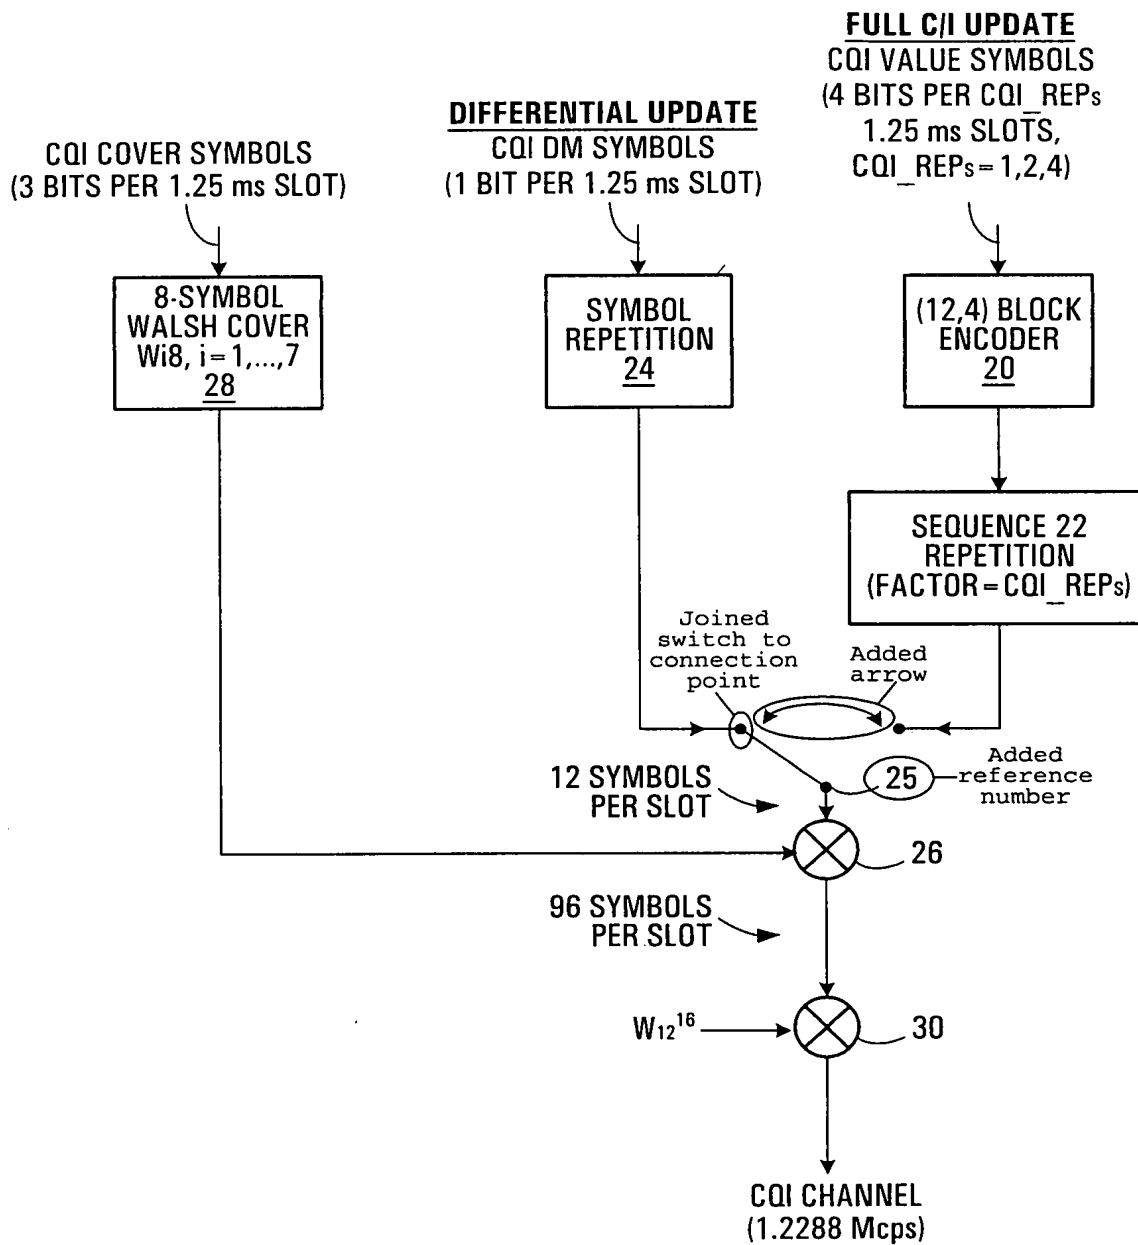 FULL C/I UPDATE
CQI VALUE SYMBOLS
(4 BITS PER CQI_REPs
1.25 ms SLOTS,
CQI_REPs = 1,2,4)
DIFFERENTIAL UPDATE
CQI DM SYMBOLS
(1 BIT PER 1.25 ms SLOT)
CQI COVER SYMBOLS
(3 BITS PER 1.25 ms SLOT)
8-SYMBOL
WALSH COVER
Wi8, i = 1,...,7
28
SYMBOL
REPETITION
24
(12,4) BLOCK
ENCODER
20
SEQUENCE 22
REPETITION
(FACTOR = CQI_REPs)
Joined
switch to
connection
point
Added
arrow
12 SYMBOLS
PER SLOT
25
Added
reference
number
26
96 SYMBOLS
PER SLOT
W12^16
30
CQI CHANNEL
(1.2288 Mcps)